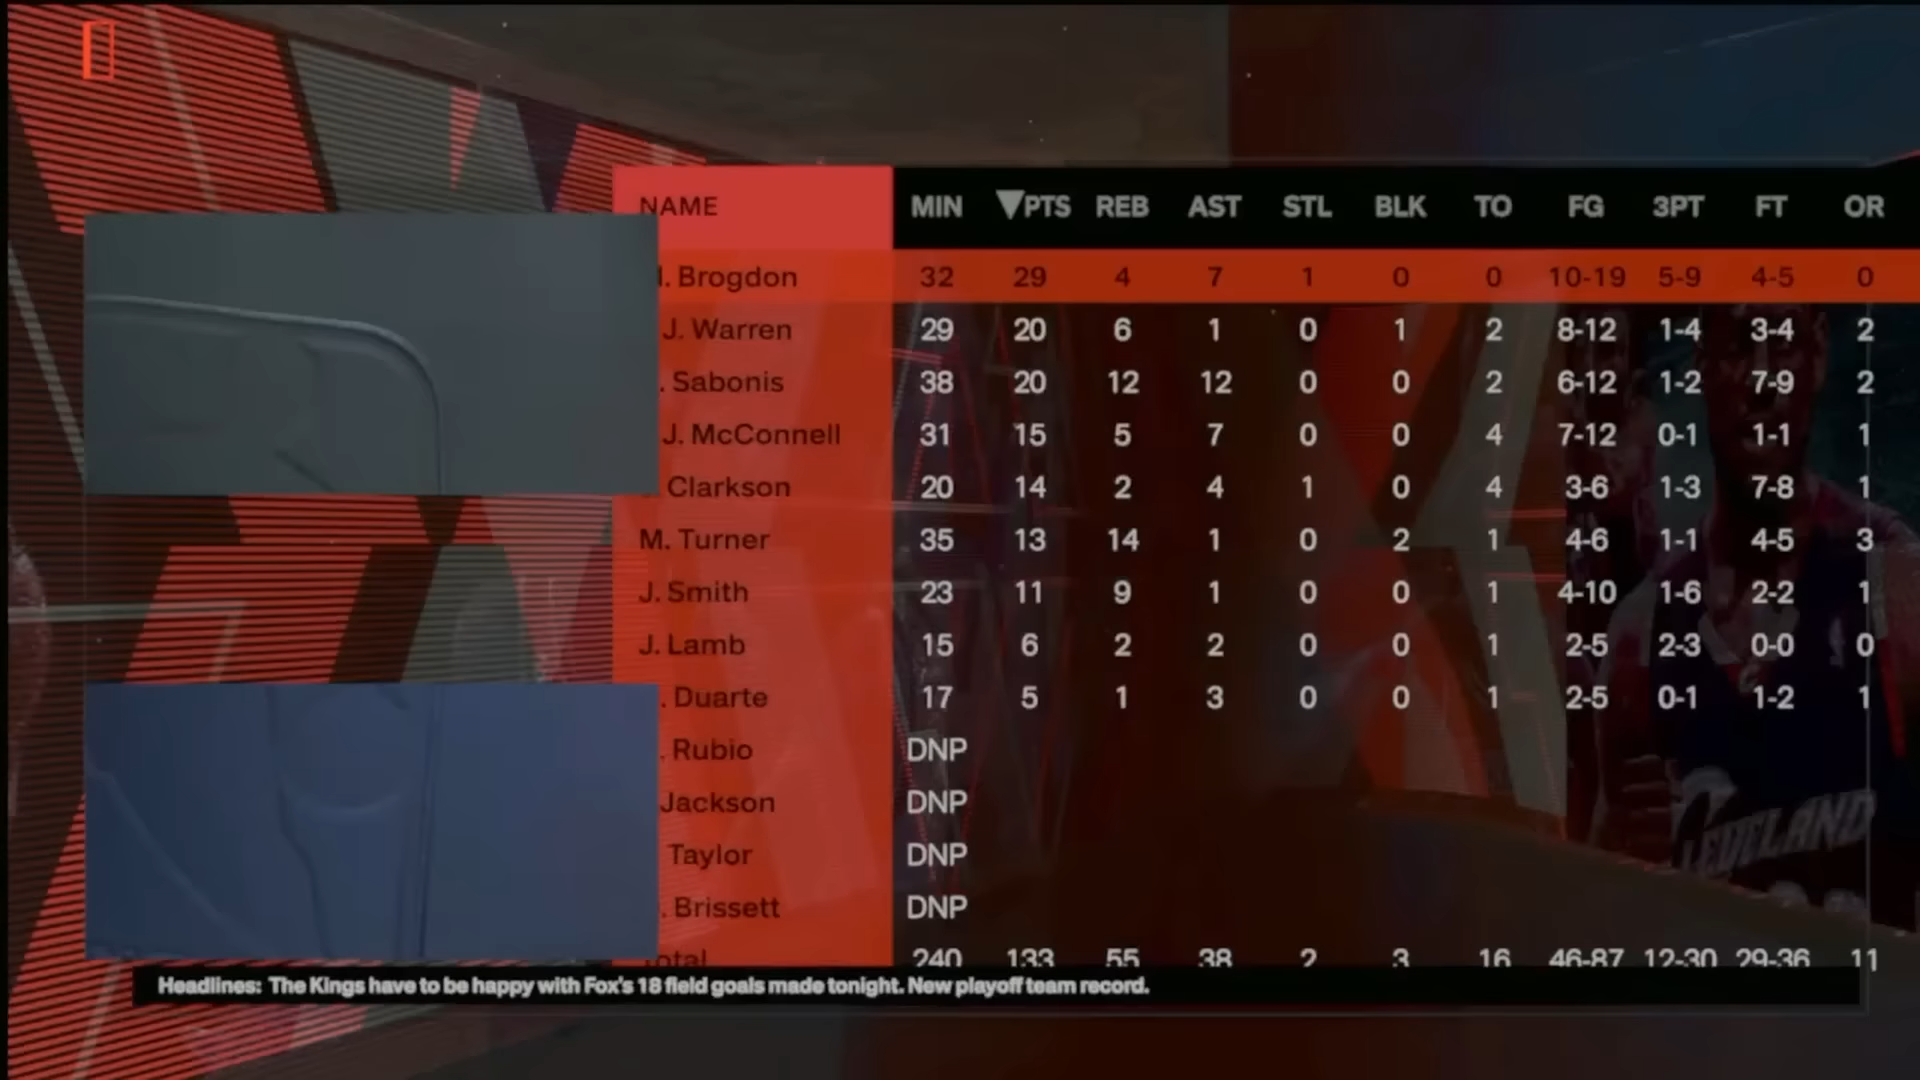 NAME MIN PTS REB AST STL BLK TO FG 3PT FT OR
. Brogdon 32 29 4 7 1 0 0 10-19 5-9 4-5 0
J. Warren 29 20 6 1 0 1 2 8-12 1-4 3-4 2
. Sabonis 38 20 12 12 0 0 2 6-12 1-2 7-9 2
J. McConnell 31 15 5 7 0 0 4 7-12 0-1 1-1 1
Clarkson 20 14 2 4 1 0 4 3-6 1-3 7-8 1
M. Turner 35 13 14 1 0 2 1 4-6 1-1 4-5 3
J. Smith 23 11 9 1 0 0 1 4-10 1-6 2-2 1
J. Lamb 15 6 2 2 0 0 1 2-5 2-3 0-0 0
. Duarte 17 5 1 3 0 0 1 2-5 0-1 1-2 1
. Rubio DNP
Jackson DNP
Taylor DNP
. Brissett DNP
Total 240 133 55 38 2 3 16 46-87 12-30 29-36 11
Headlines: The Kings have to be happy with Fox's 18 field goals made tonight. New playoff team record.
CLEVELAND